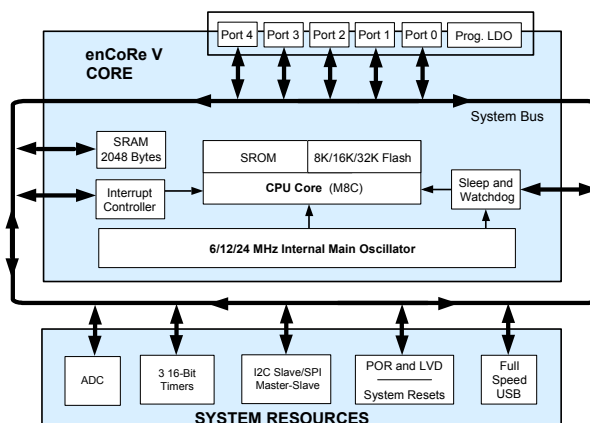 Port 4 Port 3 Port 2 Port 1 Port 0 Prog. LDO
enCoRe V
CORE
System Bus
SRAM
2048 Bytes
SROM 8K/16K/32K Flash
CPU Core (M8C)
Interrupt
Controller
Sleep and
Watchdog
6/12/24 MHz Internal Main Oscillator
ADC
3 16-Bit
Timers
I2C Slave/SPI
Master-Slave
POR and LVD
System Resets
Full
Speed
USB
SYSTEM RESOURCES